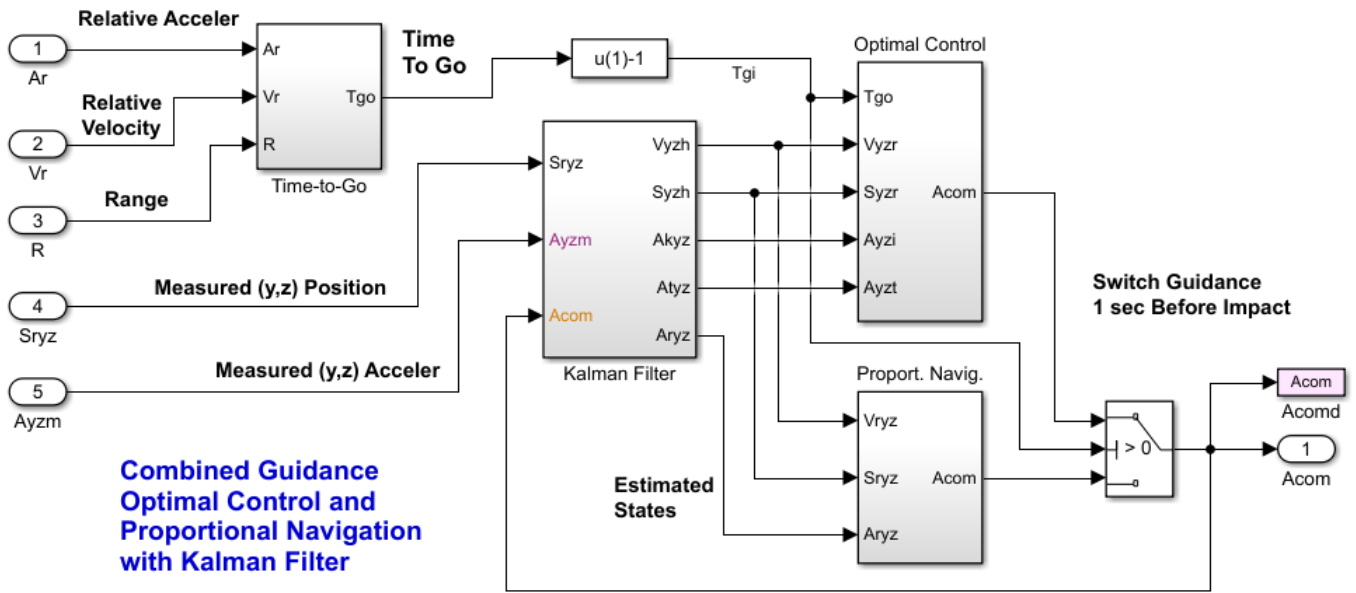 Relative Acceler
1
Ar
Relative
Velocity
2
Vr
Range
3
R
Measured (y,z) Position
4
Sryz
Measured (y,z) Acceler
5
Ayzm
Ar
Vr
R
Tgo
Time-to-Go
Time
To Go
u(1)-1
Tgi
Sryz
Ayzm
Acom
Vyzh
Syzh
Akyz
Atyz
Aryz
Kalman Filter
Optimal Control
Tgo
Vyzr
Syzr
Ayzi
Ayzt
Acom
Proport. Navig.
Vryz
Sryz
Aryz
Acom
Estimated
States
Switch Guidance
1 sec Before Impact
> 0
Acom
Acomd
1
Acom
Combined Guidance
Optimal Control and
Proportional Navigation
with Kalman Filter